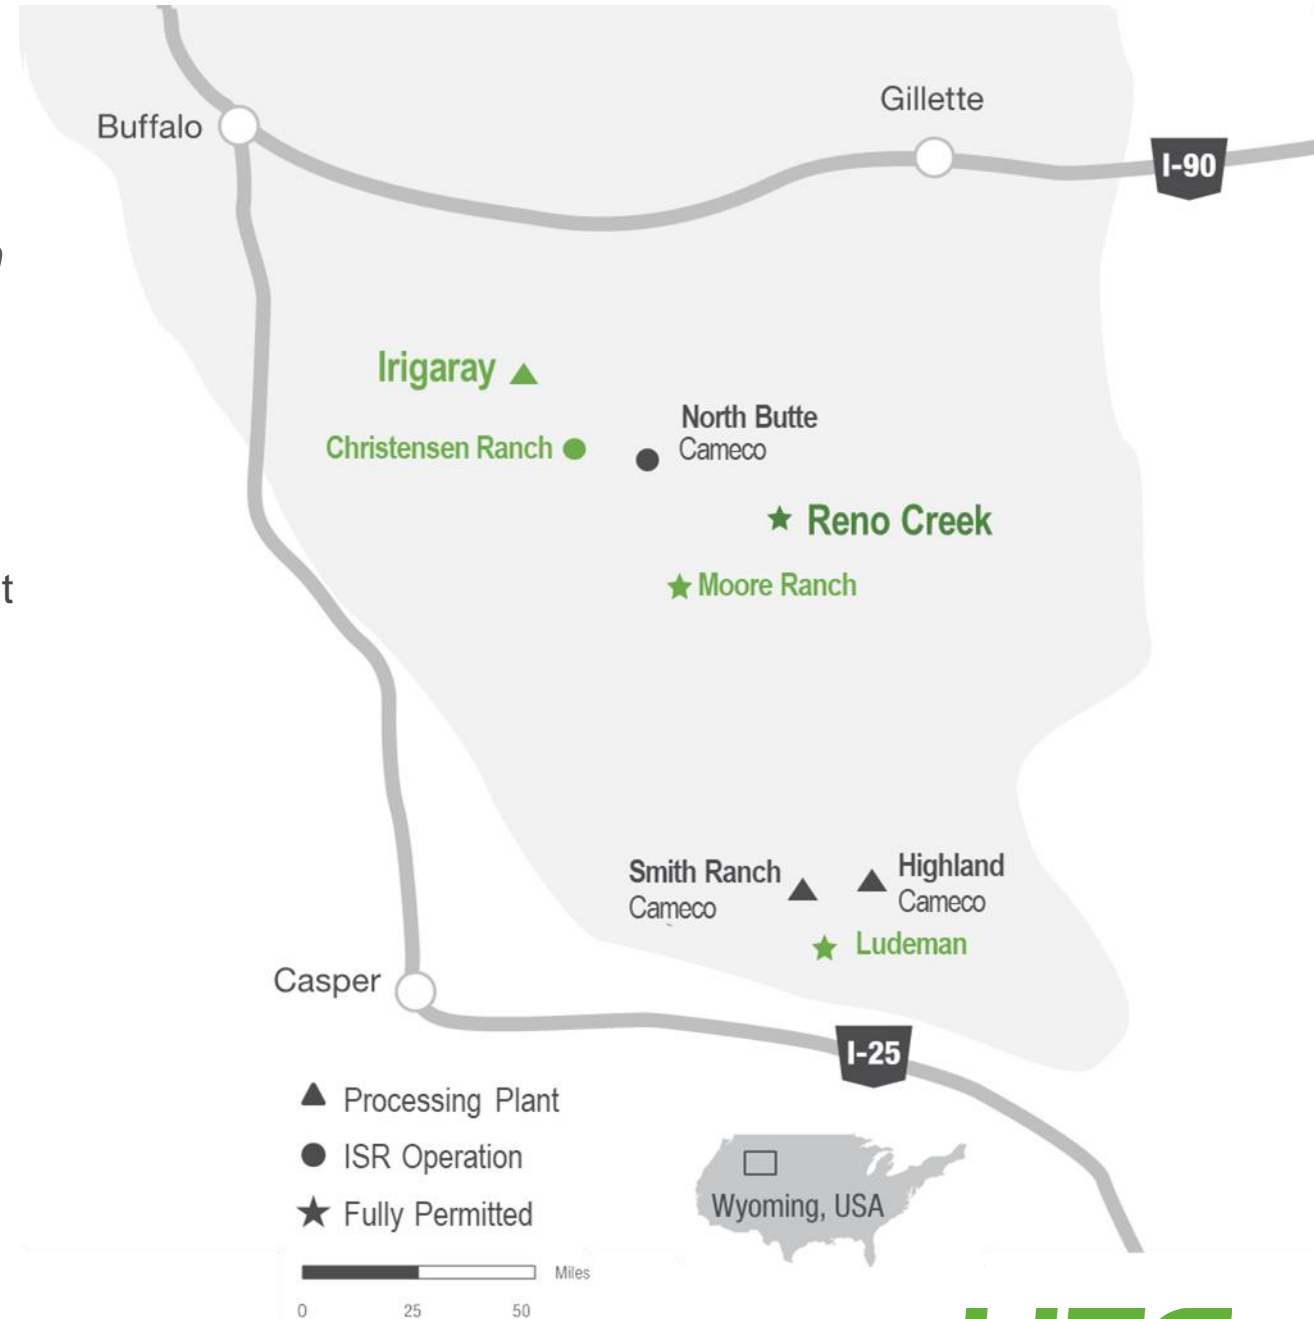 Gillette
Buffalo
I-90
Irigaray
North Butte
Christensen Ranch
Cameco
Reno Creek
t
Moore Ranch
Smith Ranch
Highland
Cameco
Cameco
Ludeman
Casper
I-25
Processing Plant
ISR Operation
Fully Permitted
Wyoming, USA
Miles
0 25 50